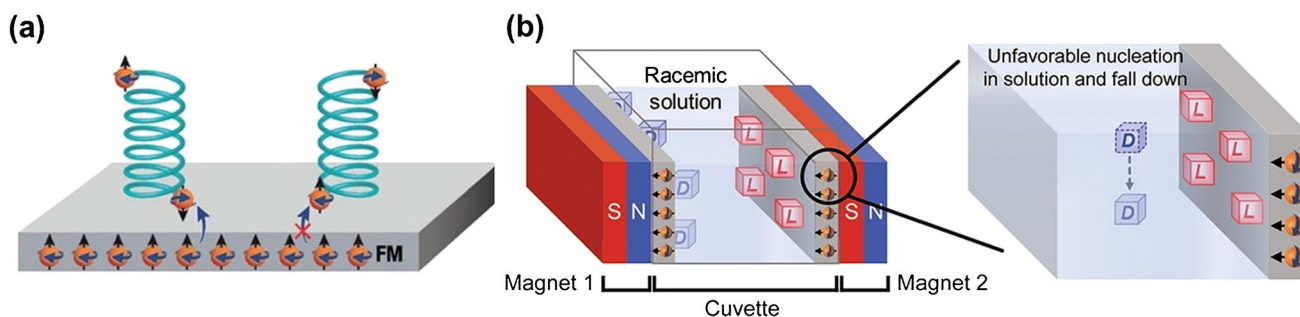 (a)
FM
(b)
Racemic
solution
D
D
D
D
L
L
L
L
S N
S N
Magnet 1
Cuvette
Magnet 2
Unfavorable nucleation
in solution and fall down
D
D
L
L
L
L
L